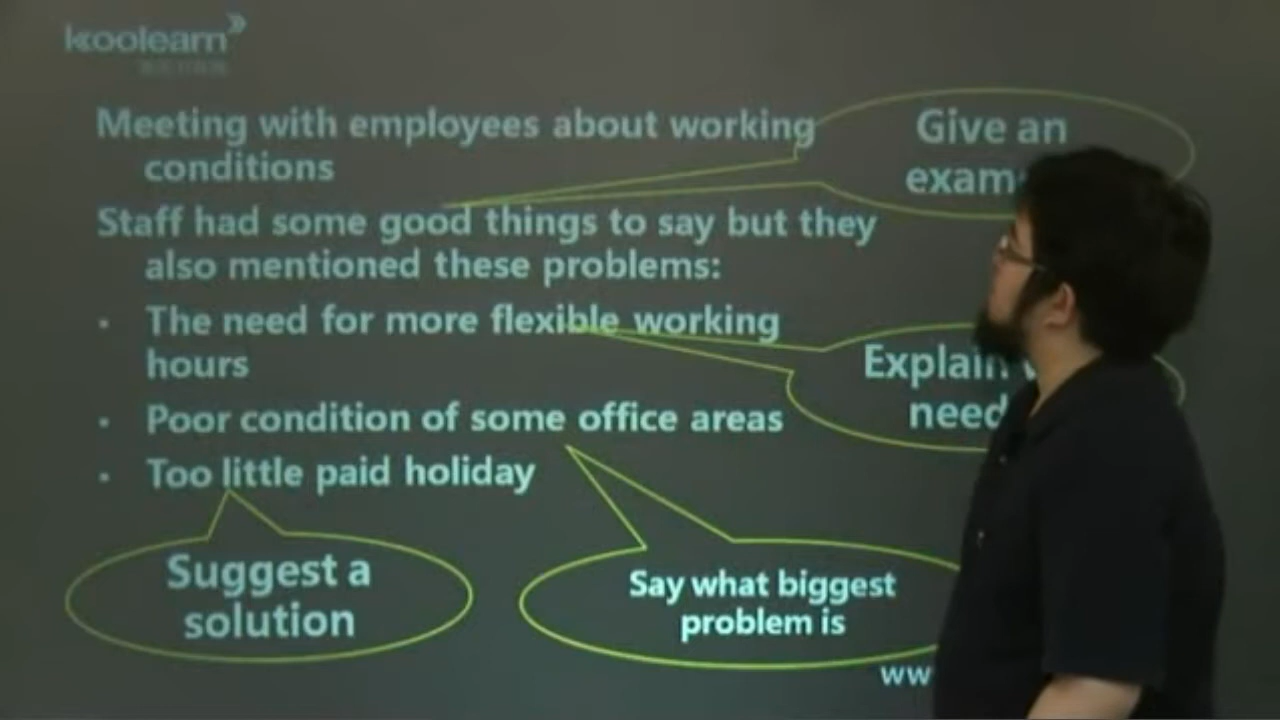 koolearn
Meeting with employees about working
conditions
Give an
Staff had some good things to say but they
also mentioned these problems:
· The need for more flexible working
hours
Explain
need
· Poor condition of some office areas
· Too little paid holiday
Suggest a
solution
Say what biggest
problem is